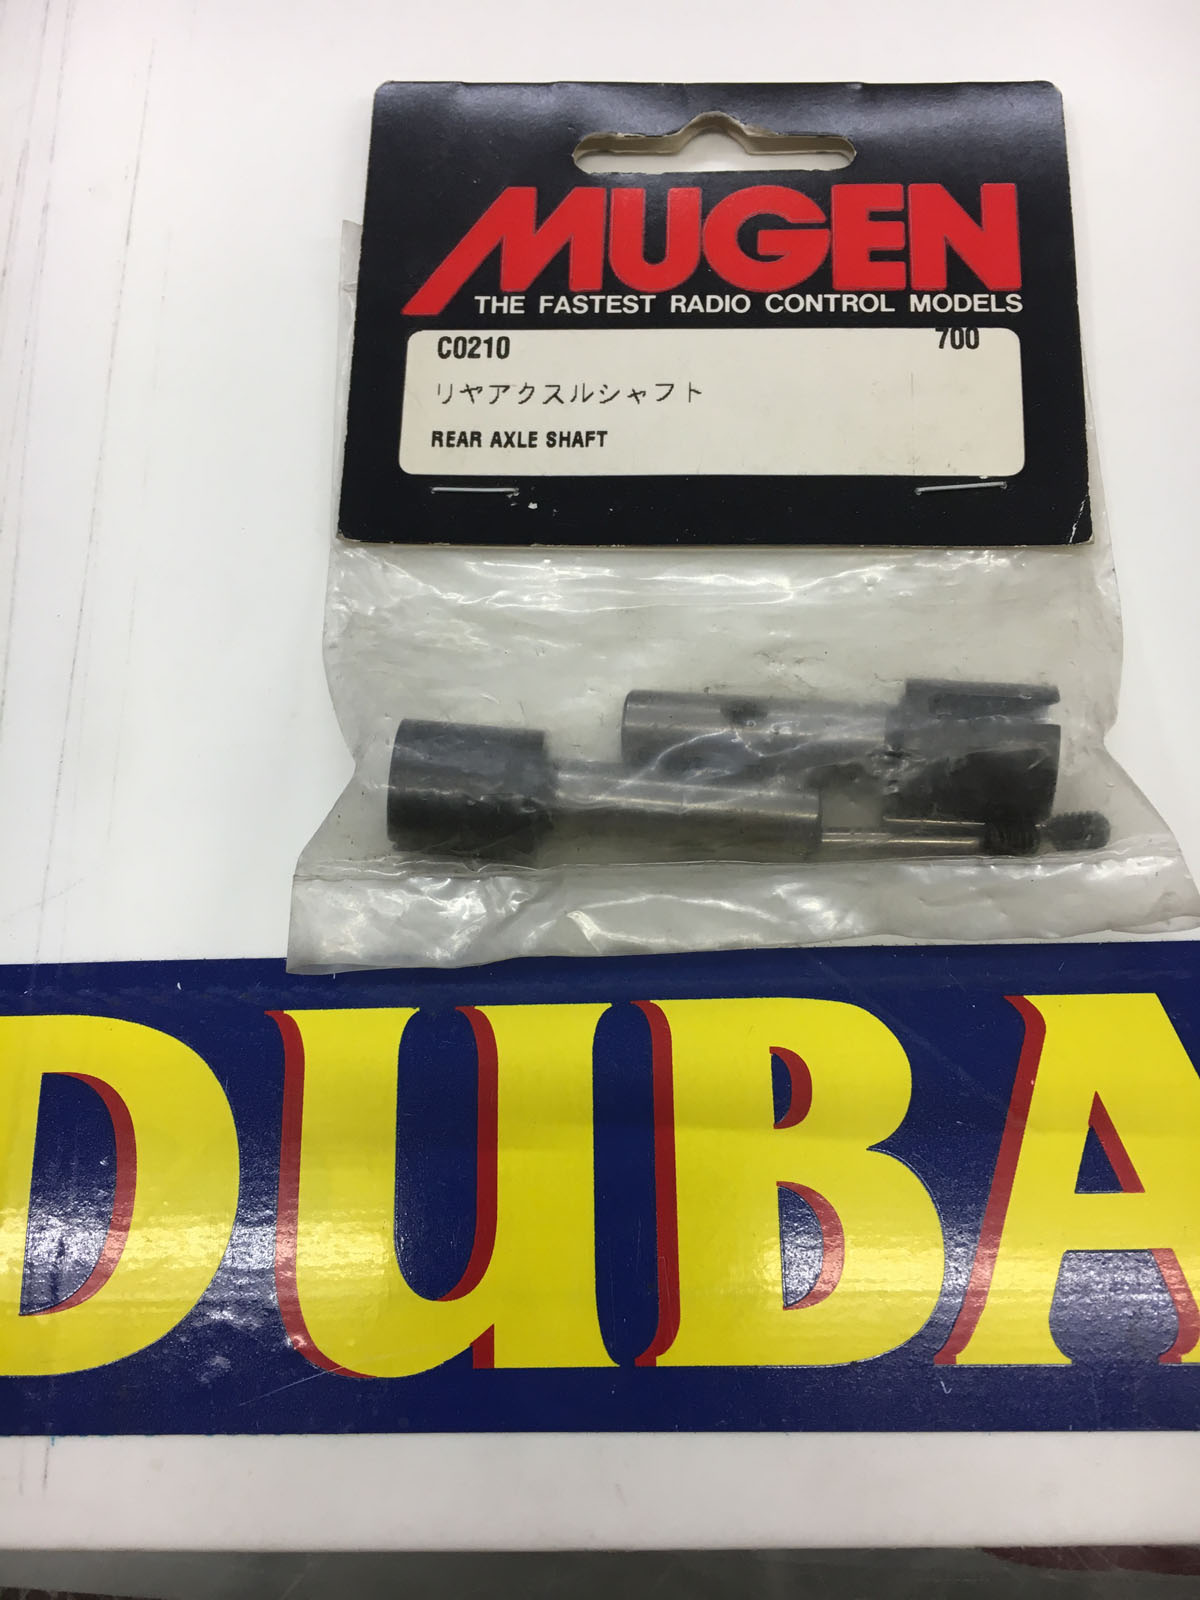 MUGEN
THE FASTEST RADIO CONTROL MODELS
C0210 700
リヤアクスルシャフト
REAR AXLE SHAFT
DUBA